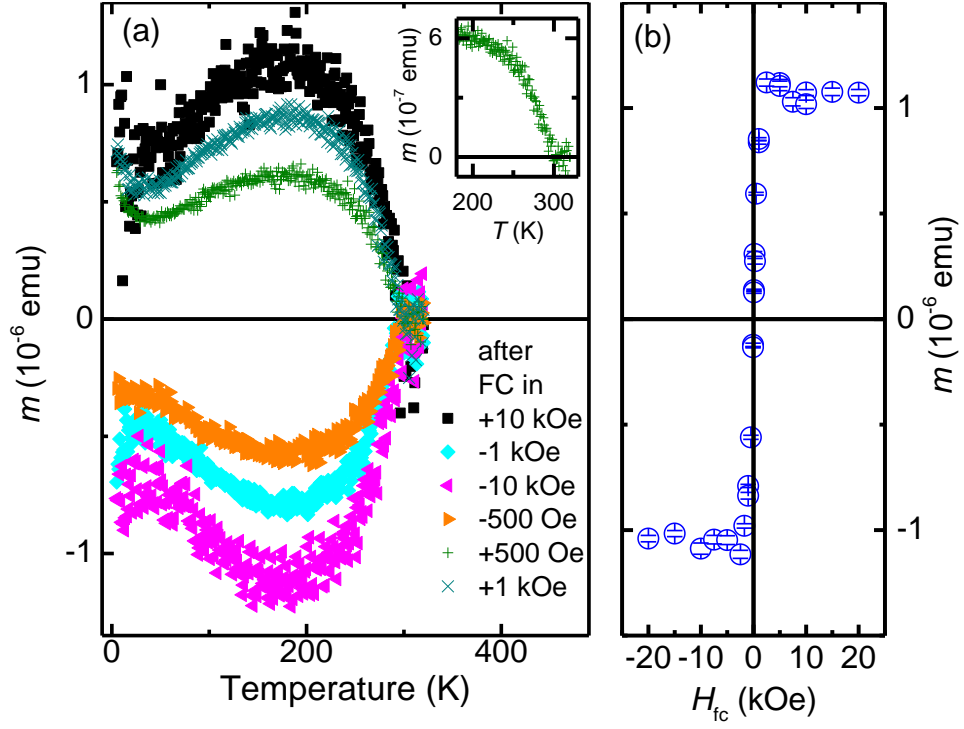 (a)
1
0
-1
m (10⁻⁶ emu)
0
200
400
Temperature (K)
6
0
m (10⁻⁷ emu)
200
300
T (K)
after
FC in
+10 kOe
-1 kOe
-10 kOe
-500 Oe
+500 Oe
+1 kOe
(b)
1
0
-1
m (10⁻⁶ emu)
-20
-10
0
10
20
H_fc (kOe)